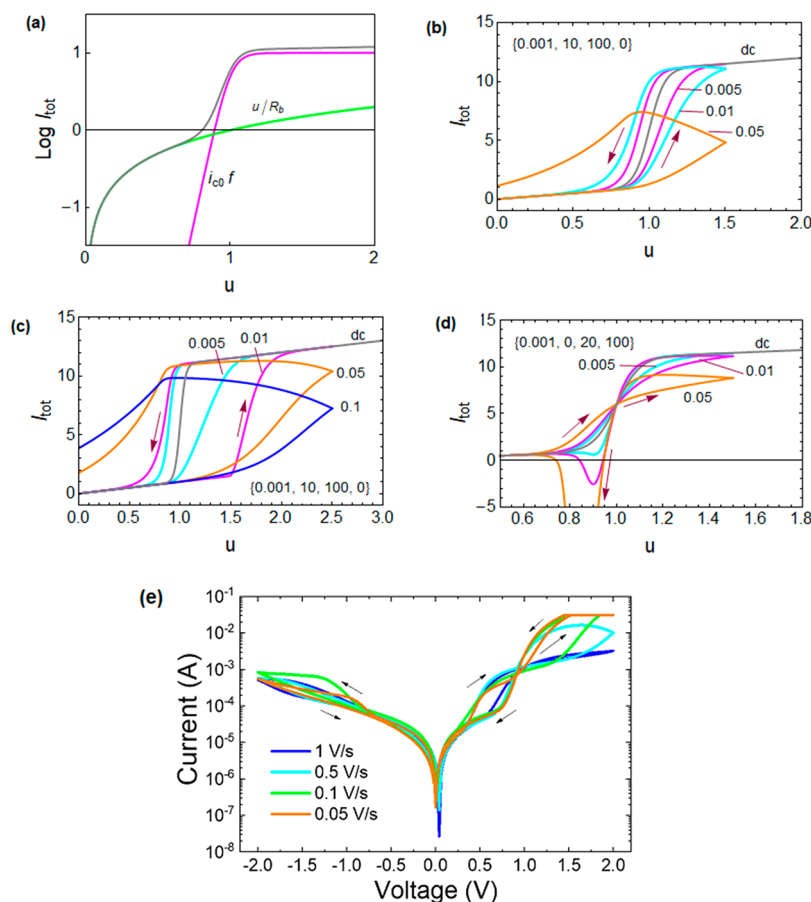 (a)
Log Itot
1
0
−1
u / Rb
ic0 f
0
1
2
u
(b)
Itot
15
10
5
0
{0.001, 10, 100, 0}
dc
0.005
0.01
0.05
0.0
0.5
1.0
1.5
2.0
u
(c)
Itot
15
10
5
0
0.005
0.01
dc
0.05
0.1
{0.001, 10, 100, 0}
0.0
0.5
1.0
1.5
2.0
2.5
3.0
u
(d)
Itot
15
10
5
0
−5
{0.001, 0, 20, 100}
dc
0.005
0.01
0.05
0.6
0.8
1.0
1.2
1.4
1.6
1.8
u
(e)
Current (A)
10-1
10-2
10-3
10-4
10-5
10-6
10-7
10-8
1 V/s
0.5 V/s
0.1 V/s
0.05 V/s
-2.0 -1.5 -1.0 -0.5 0.0 0.5 1.0 1.5 2.0
Voltage (V)